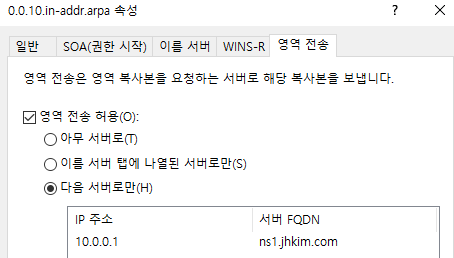 0.0.10.in-addr.arpa 속성
일반 SOA(권한 시작) 이름 서버 WINS-R 영역 전송
영역 전송은 영역 복사본을 요청하는 서버로 해당 복사본을 보냅니다.
영역 전송 허용(O):
아무 서버로(T)
이름 서버 탭에 나열된 서버로만(S)
다음 서버로만(H)
IP 주소 서버 FQDN
10.0.0.1 ns1.jhkim.com